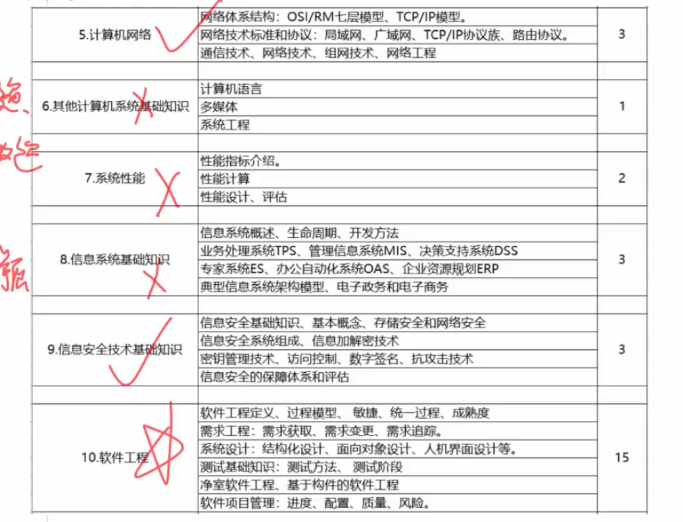 网络体系结构：OSI/RM七层模型、TCP/IP模型。
5.计算机网络
网络技术标准和协议：局域网、广域网、TCP/IP协议族、路由协议。
3
通信技术、网络技术、组网技术、网络工程
计算机语言
6.其他计算机系统基础知识
多媒体
1
系统工程
性能指标介绍。
7.系统性能
性能计算
2
性能设计、评估
信息系统概述、生命周期、开发方法
业务处理系统TPS、管理信息系统MIS、决策支持系统DSS
8.信息系统基础知识
3
专家系统ES、办公自动化系统OAS、企业资源规划ERP
典型信息系统架构模型、电子政务和电子商务
信息安全基础知识、基本概念、存储安全和网络安全
信息安全系统组成、信息加解密技术
9.信息安全技术基础知识
3
密钥管理技术、访问控制、数字签名、抗攻击技术
信息安全的保障体系和评估
软件工程定义、过程模型、 敏捷、统一过程、成熟度
需求工程：需求获取、需求变更、需求追踪。
系统设计：结构化设计、面向对象设计、人机界面设计等。
10.软件工程
15
测试基础知识：测试方法、 测试阶段
净室软件工程、基于构件的软件工程
软件项目管理：进度、配置、质量、风险。